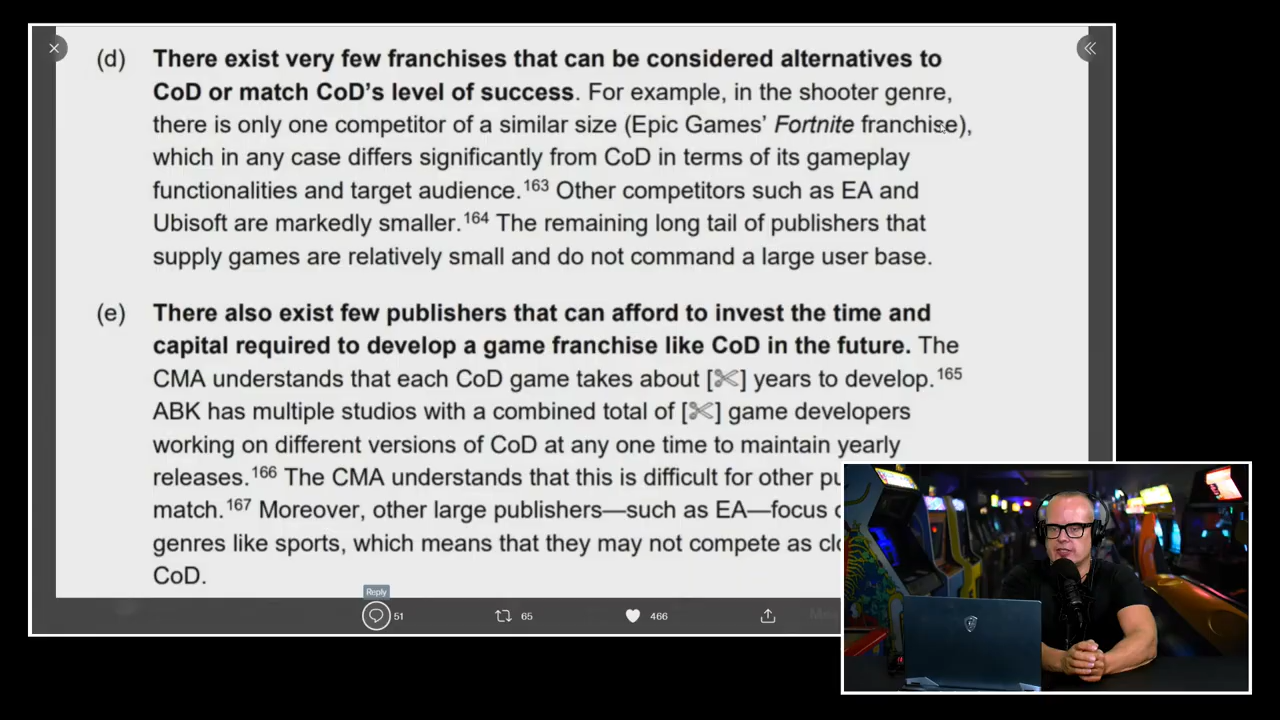 (d) There exist very few franchises that can be considered alternatives to
CoD or match CoD's level of success. For example, in the shooter genre,
there is only one competitor of a similar size (Epic Games' Fortnite franchise),
which in any case differs significantly from CoD in terms of its gameplay
functionalities and target audience.163 Other competitors such as EA and
Ubisoft are markedly smaller.164 The remaining long tail of publishers that
supply games are relatively small and do not command a large user base.
(e) There also exist few publishers that can afford to invest the time and
capital required to develop a game franchise like CoD in the future. The
CMA understands that each CoD game takes about [✂] years to develop.165
ABK has multiple studios with a combined total of [✂] game developers
working on different versions of CoD at any one time to maintain yearly
releases.166 The CMA understands that this is difficult for other pu
match.167 Moreover, other large publishers—such as EA—focus
genres like sports, which means that they may not compete as clo
CoD.
Reply
51 65 466